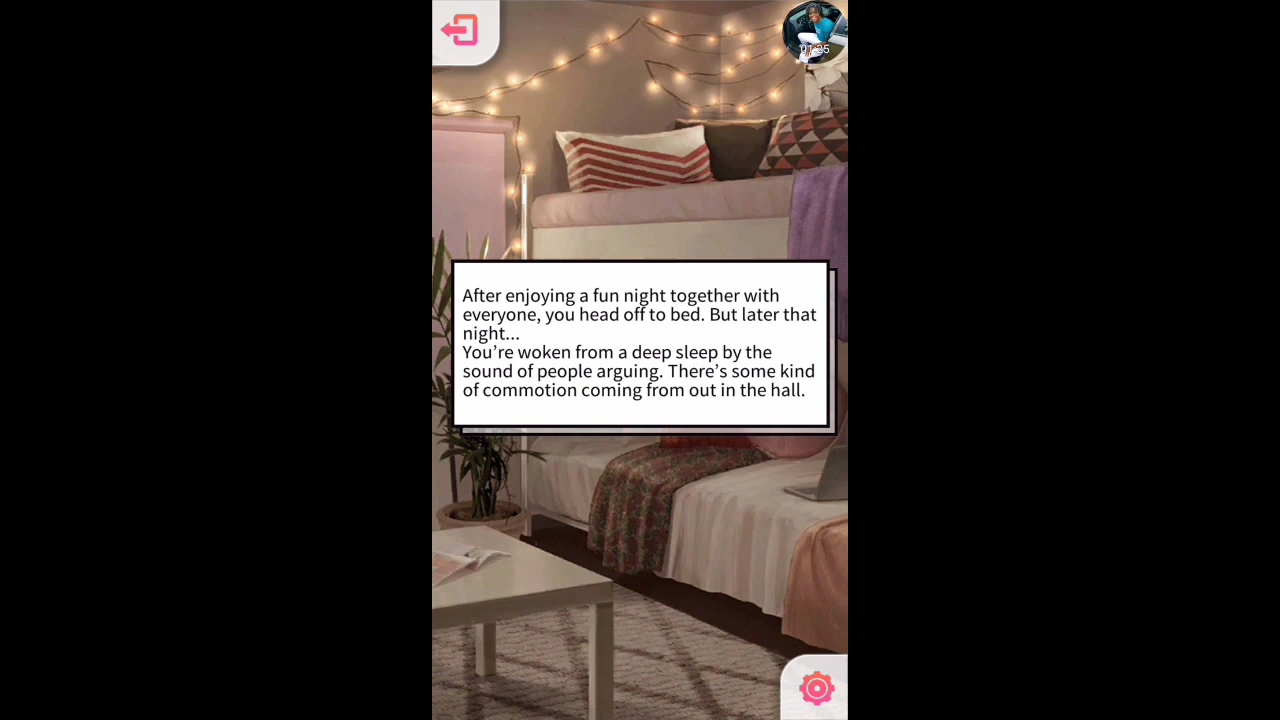 01:25
After enjoying a fun night together with
everyone, you head off to bed. But later that
night...
You're woken from a deep sleep by the
sound of people arguing. There's some kind
of commotion coming from out in the hall.